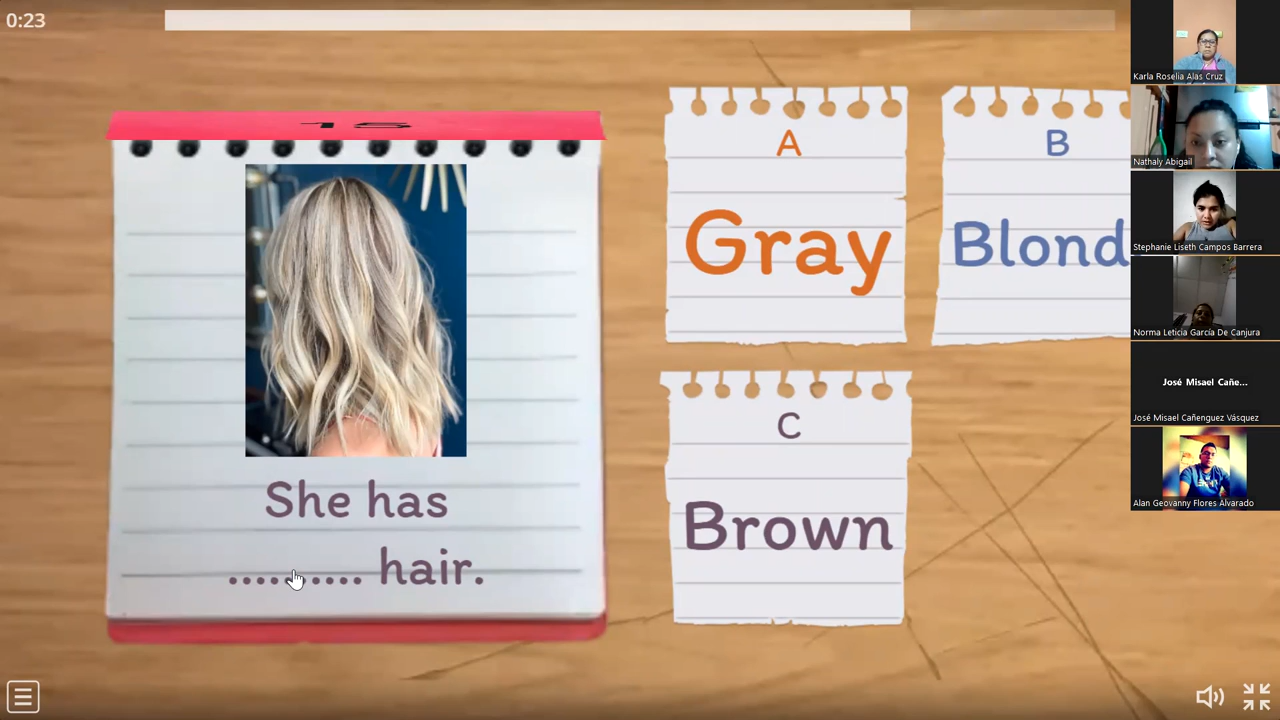 0:23
15
She has
.......... hair.
A
Gray
B
Blond
C
Brown
Karla Roselia Alas Cruz
Nathaly Abigail
Stephanie Liseth Campos Barrera
Norma Leticia García De Canjura
José Misael Cañe...
José Misael Cañenguez Vásquez
Alan Geovanny Flores Alvarado